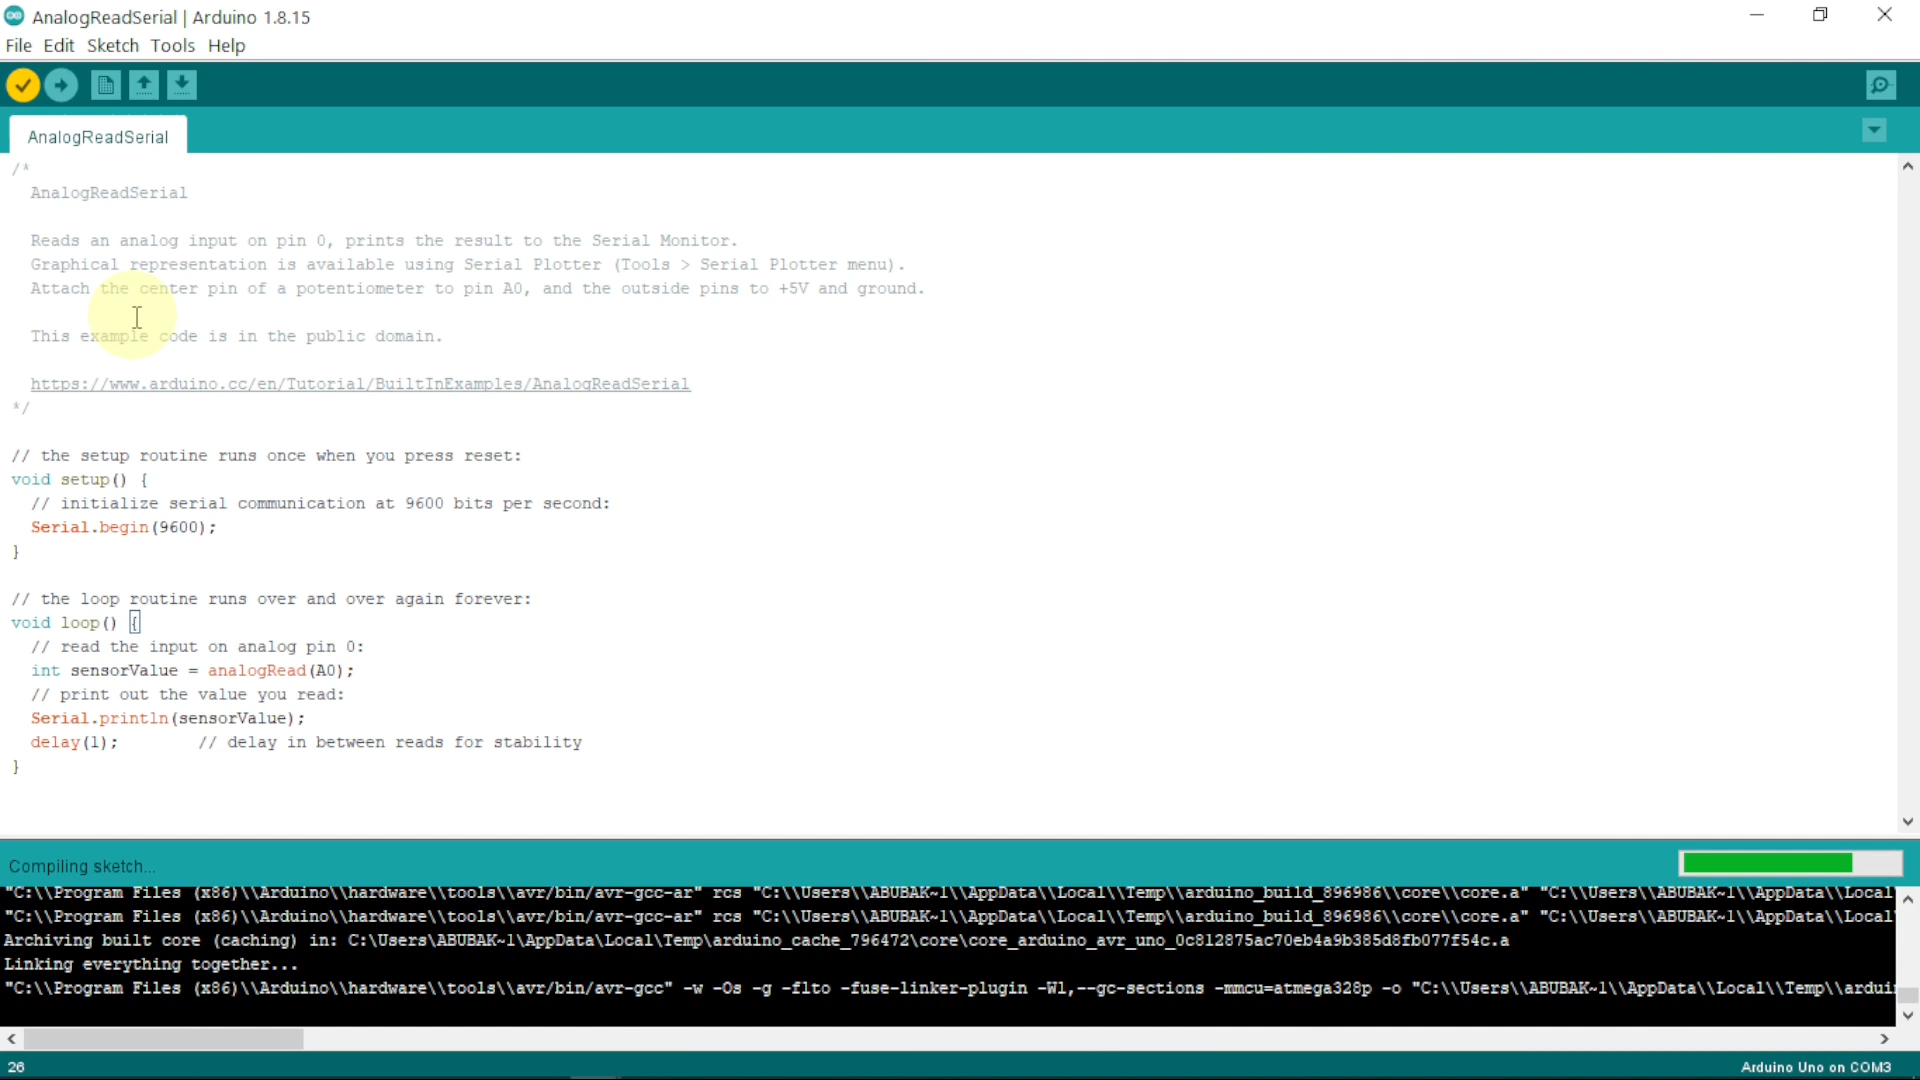 AnalogReadSerial | Arduino 1.8.15
File Edit Sketch Tools Help
AnalogReadSerial
/*
AnalogReadSerial
Reads an analog input on pin 0, prints the result to the Serial Monitor.
Graphical representation is available using Serial Plotter (Tools > Serial Plotter menu).
Attach the center pin of a potentiometer to pin A0, and the outside pins to +5V and ground.
This example code is in the public domain.
https://www.arduino.cc/en/Tutorial/BuiltInExamples/AnalogReadSerial
*/
// the setup routine runs once when you press reset:
void setup() {
// initialize serial communication at 9600 bits per second:
Serial.begin(9600);
}
// the loop routine runs over and over again forever:
void loop() {
// read the input on analog pin 0:
int sensorValue = analogRead(A0);
// print out the value you read:
Serial.println(sensorValue);
delay(1);        // delay in between reads for stability
}
Compiling sketch...
"C:\\Program Files (x86)\\Arduino\\hardware\\tools\\avr/bin/avr-gcc-ar" rcs "C:\\Users\\ABUBAK~1\\AppData\\Local\\Temp\\arduino_build_896986\\core\\core.a" "C:\\Users\\ABUBAK~1\\AppData\\Local
"C:\\Program Files (x86)\\Arduino\\hardware\\tools\\avr/bin/avr-gcc-ar" rcs "C:\\Users\\ABUBAK~1\\AppData\\Local\\Temp\\arduino_build_896986\\core\\core.a" "C:\\Users\\ABUBAK~1\\AppData\\Local
Archiving built core (caching) in: C:\Users\ABUBAK~1\AppData\Local\Temp\arduino_cache_796472\core\core_arduino_avr_uno_0c812875ac70eb4a9b385d8fb077f54c.a
Linking everything together...
"C:\\Program Files (x86)\\Arduino\\hardware\\tools\\avr/bin/avr-gcc" -w -Os -g -flto -fuse-linker-plugin -Wl,--gc-sections -mmcu=atmega328p -o "C:\\Users\\ABUBAK~1\\AppData\\Local\\Temp\\ardui
26
Arduino Uno on COM3